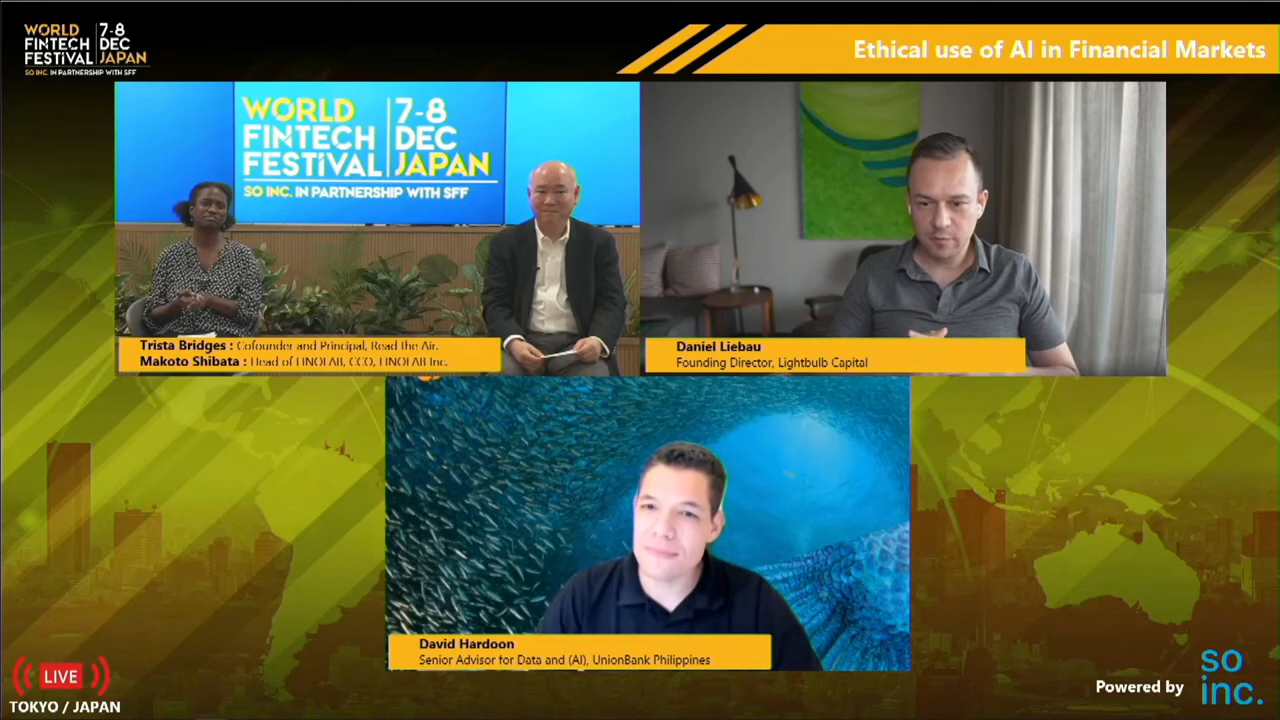 WORLD
FINTECH
FESTIVAL
7-8
DEC
JAPAN
SO INC. IN PARTNERSHIP WITH SFF
Ethical use of AI in Financial Markets
WORLD
FINTECH
FESTIVAL
7-8
DEC
JAPAN
SO INC. IN PARTNERSHIP WITH SFF
Trista Bridges : Cofounder and Principal, Read the Air.
Makoto Shibata : Head of FINOLAB, CCO, FINOLAB Inc.
Daniel Liebau
Founding Director, Lightbulb Capital
David Hardoon
Senior Advisor for Data and (AI), UnionBank Philippines
LIVE
TOKYO / JAPAN
Powered by
so
inc.